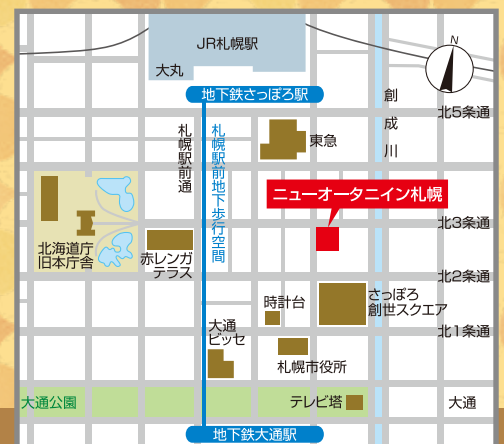 JR札幌駅
大丸
N
地下鉄さっぽろ駅
創成川
北5条通
札幌駅前通
札幌駅前地下歩行空間
東急
ニューオータニイン札幌
北3条通
北海道庁
旧本庁舎
赤レンガ
テラス
北2条通
時計台
さっぽろ
創世スクエア
大通
ビッセ
北1条通
札幌市役所
大通公園
テレビ塔
大通
地下鉄大通駅